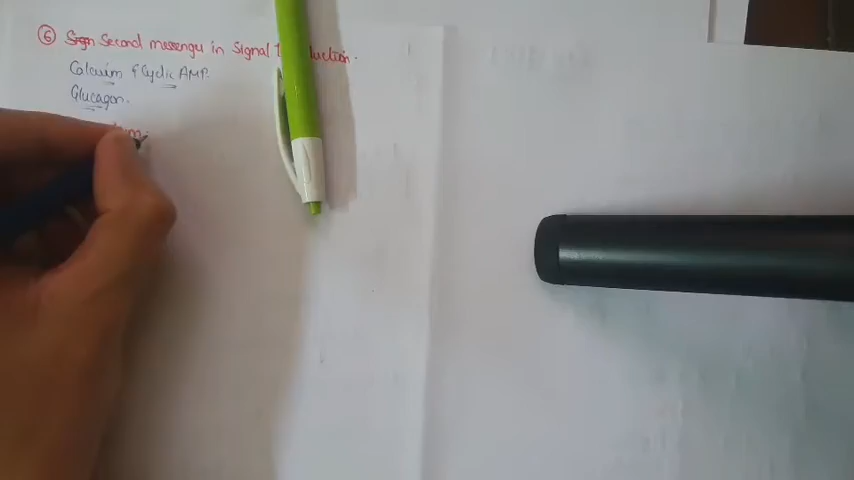 ⑥ Sign Second messenger in Signal
Calcium & Cyclic AMP.
Glucagon.